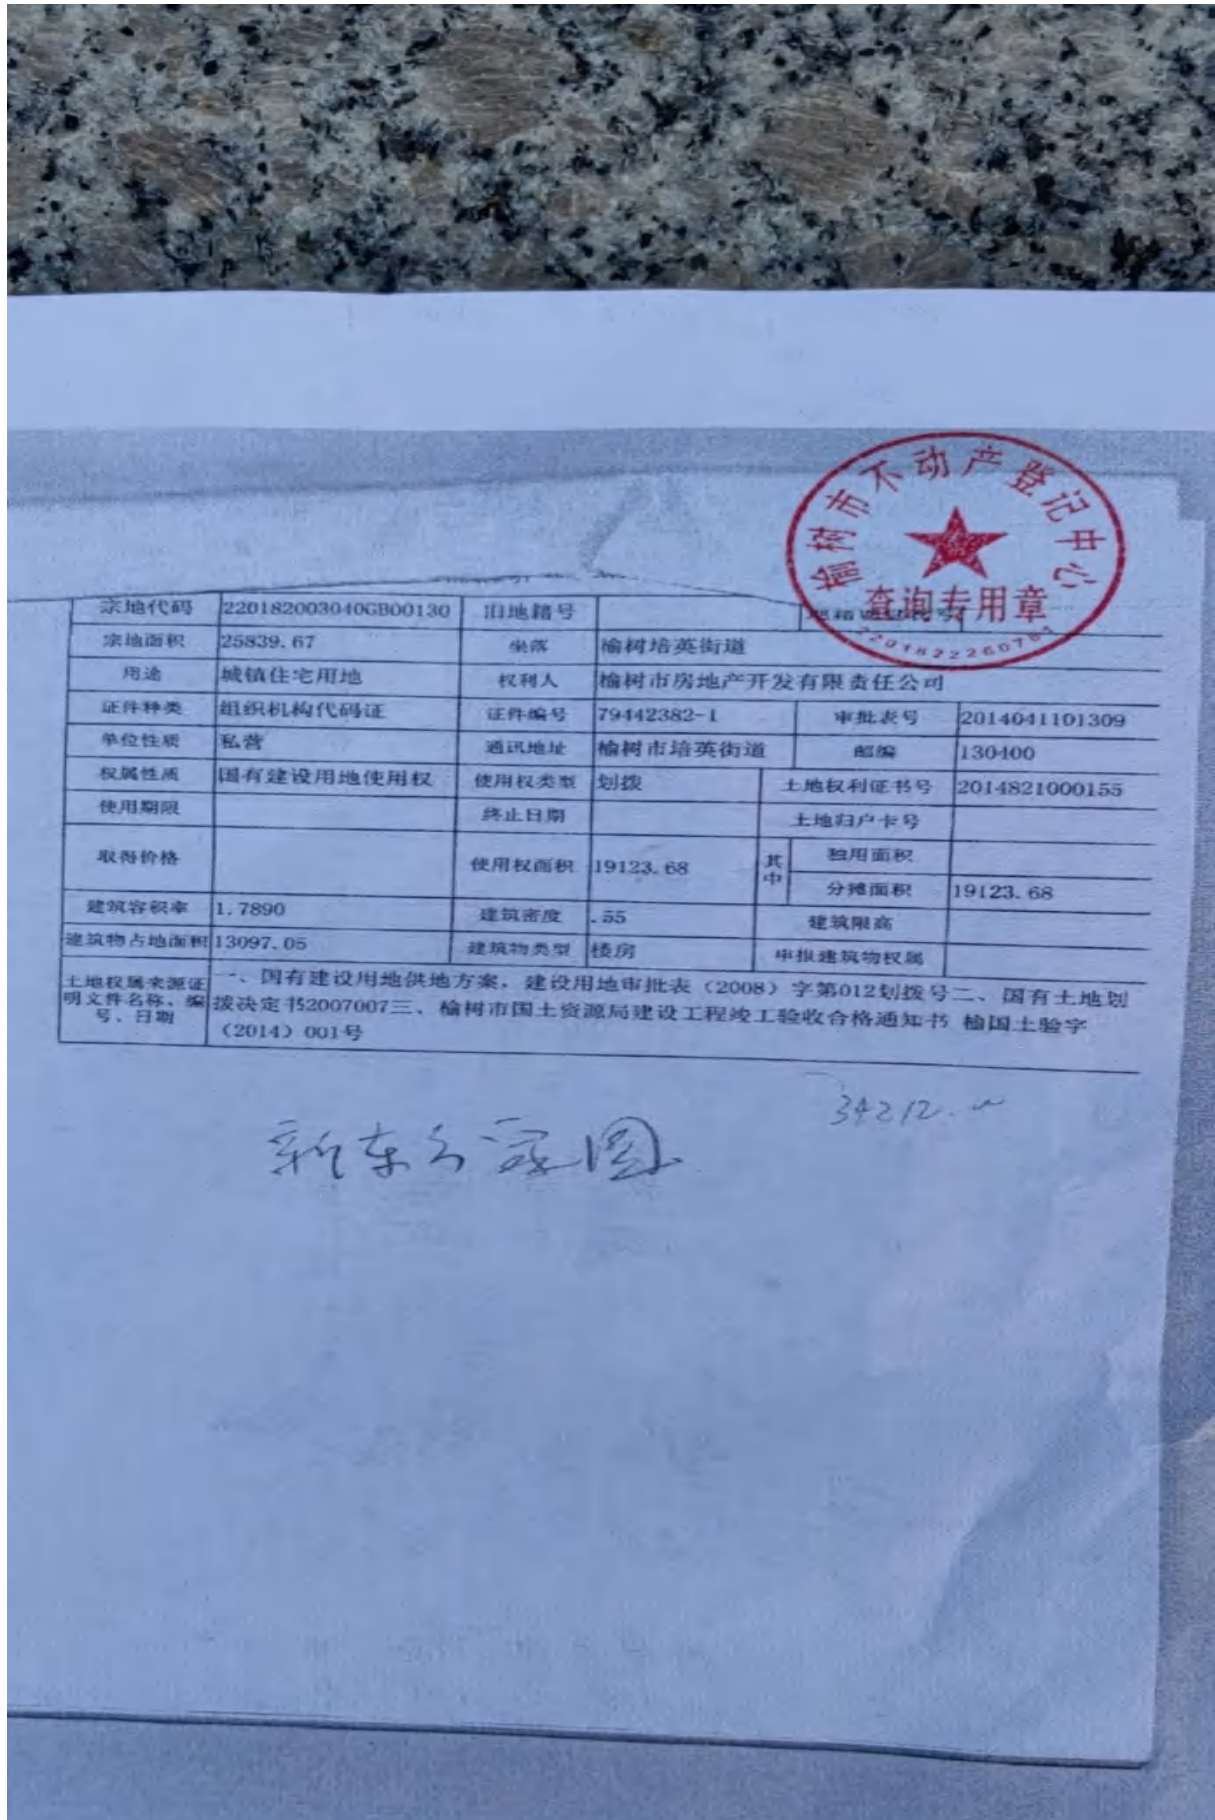 榆树市不动产登记中心
查询专用章
2201822260784
宗地代码 220182003040GB00130 旧地籍号
宗地面积 25839.67 坐落 榆树培英街道
用途 城镇住宅用地 权利人 榆树市房地产开发有限责任公司
证件种类 组织机构代码证 证件编号 79442382-1 审批表号 2014041101309
单位性质 私营 通讯地址 榆树市培英街道 邮编 130400
权属性质 国有建设用地使用权 使用权类型 划拨 土地权利证书号 2014821000155
使用期限 终止日期 土地归户卡号
取得价格 使用权面积 19123.68 其中 独用面积
分摊面积 19123.68
建筑容积率 1.7890 建筑密度 .55 建筑限高
建筑物占地面积 13097.05 建筑物类型 楼房 申报建筑物权属
土地权属来源证 一、国有建设用地供地方案,建设用地审批表(2008)字第012划拨号二、国有土地划
明文件名称、编 拨决定书2007007三、榆树市国土资源局建设工程竣工验收合格通知书 榆国土验字
号、日期 (2014)001号
34212.
新东方家园